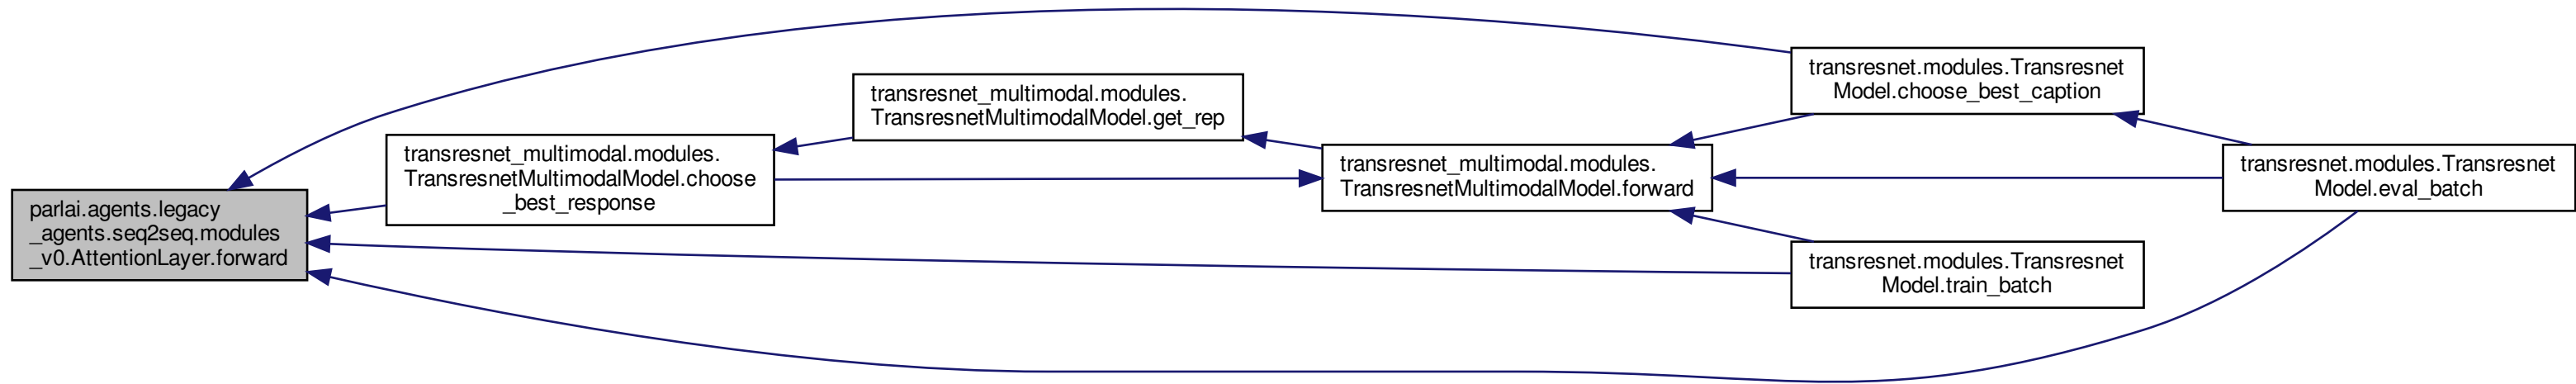 parlai.agents.legacy
_agents.seq2seq.modules
_v0.AttentionLayer.forward
transresnet_multimodal.modules.
TransresnetMultimodalModel.choose
_best_response
transresnet_multimodal.modules.
TransresnetMultimodalModel.get_rep
transresnet_multimodal.modules.
TransresnetMultimodalModel.forward
transresnet.modules.Transresnet
Model.choose_best_caption
transresnet.modules.Transresnet
Model.eval_batch
transresnet.modules.Transresnet
Model.train_batch